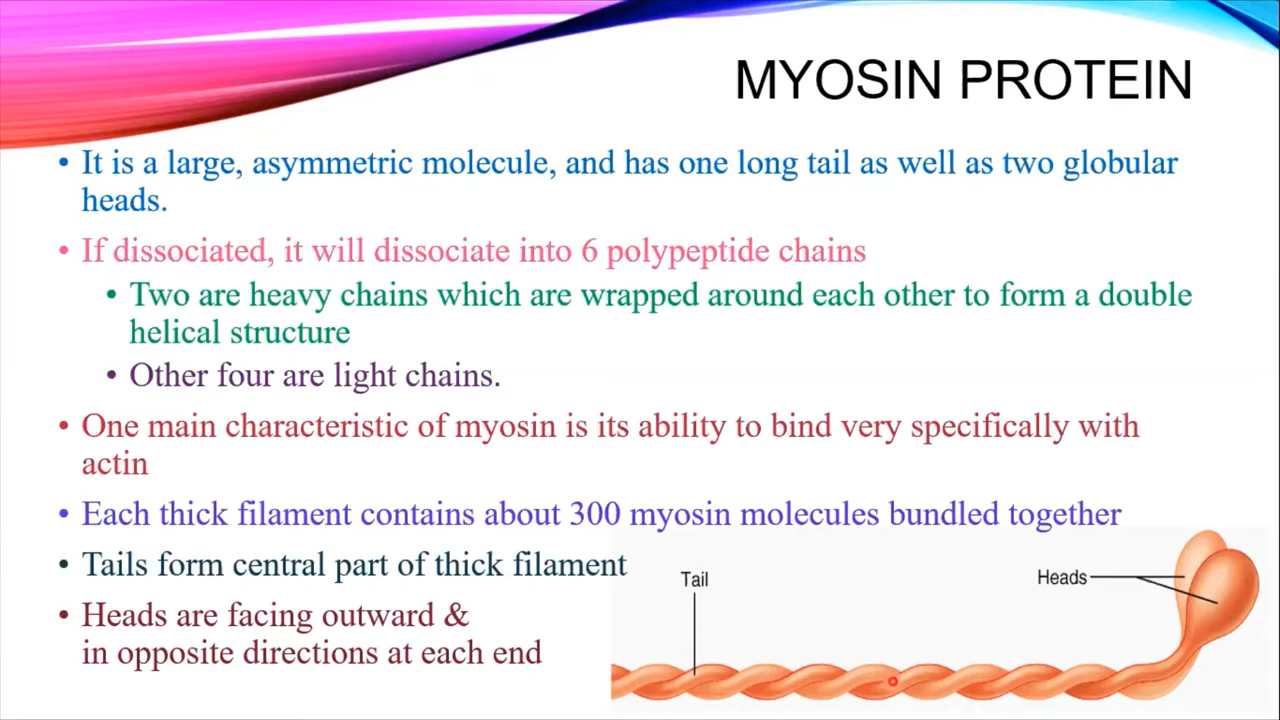 MYOSIN PROTEIN
• It is a large, asymmetric molecule, and has one long tail as well as two globular
heads.
• If dissociated, it will dissociate into 6 polypeptide chains
• Two are heavy chains which are wrapped around each other to form a double
helical structure
• Other four are light chains.
• One main characteristic of myosin is its ability to bind very specifically with
actin
• Each thick filament contains about 300 myosin molecules bundled together
• Tails form central part of thick filament
• Heads are facing outward &
in opposite directions at each end
Tail
Heads